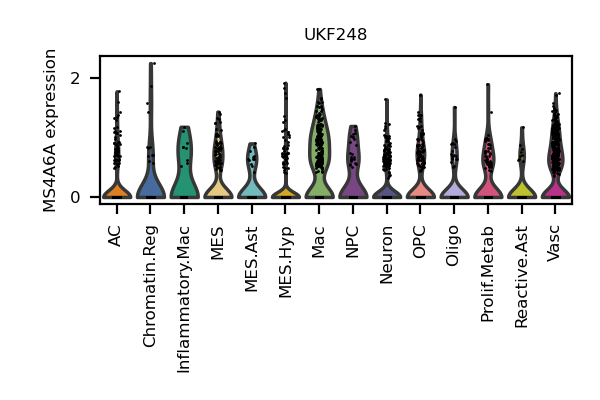 UKF248
MS4A6A expression
2
0
AC
Chromatin.Reg
Inflammatory.Mac
MES
MES.Ast
MES.Hyp
Mac
NPC
Neuron
OPC
Oligo
Prolif.Metab
Reactive.Ast
Vasc